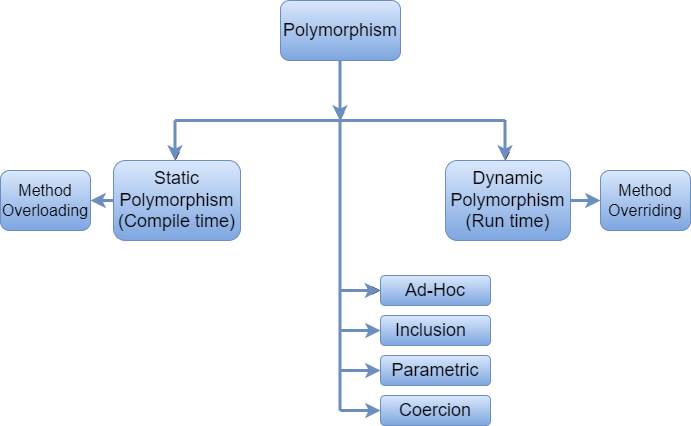 Polymorphism
Method
Overloading
Static
Polymorphism
(Compile time)
Dynamic
Polymorphism
(Run time)
Method
Overriding
Ad-Hoc
Inclusion
Parametric
Coercion